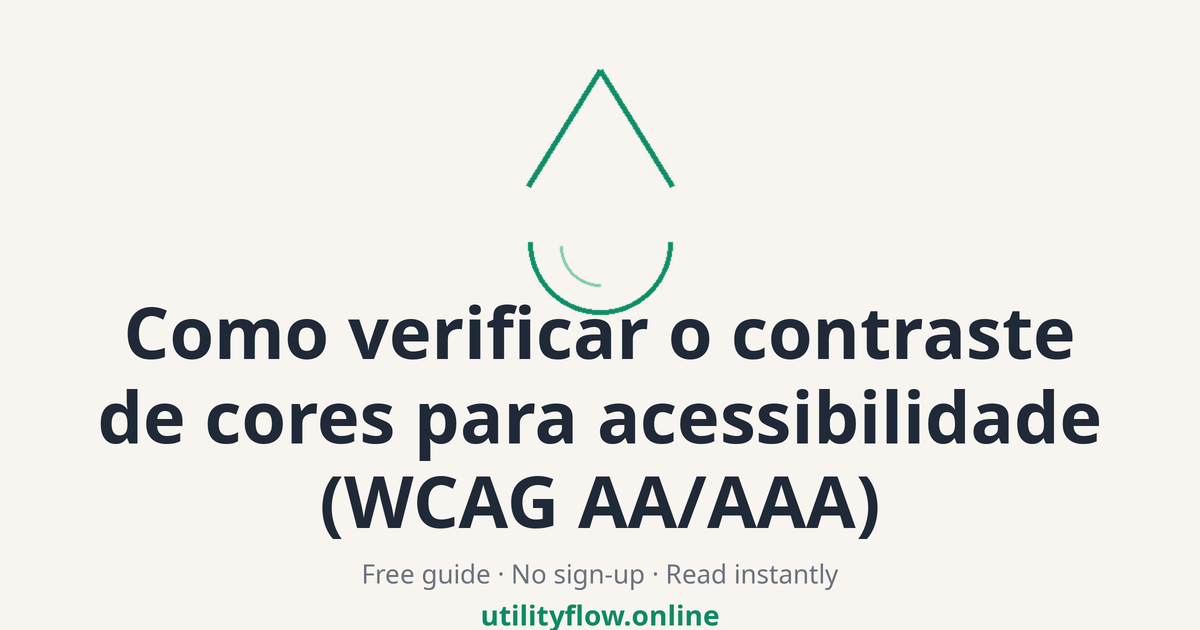 Como verificar o contraste
de cores para acessibilidade
(WCAG AA/AAA)
Free guide · No sign-up · Read instantly
utilityflow.online